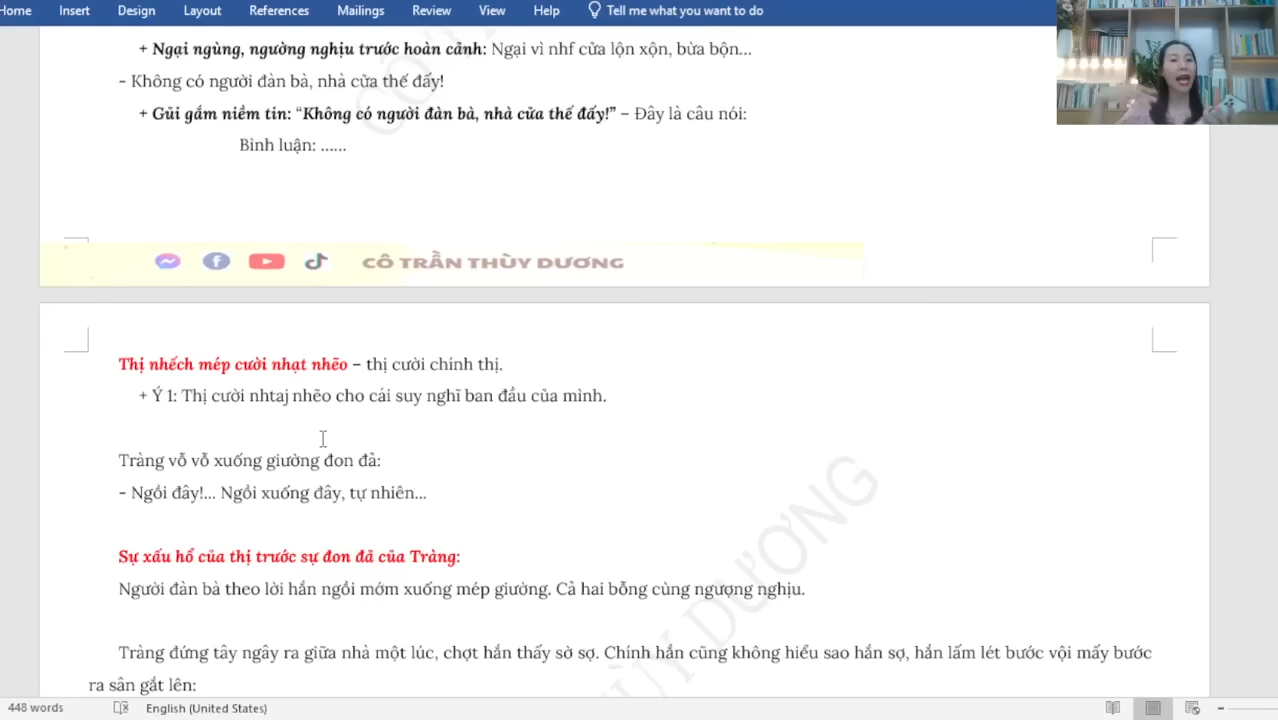 Home Insert Design Layout References Mailings Review View Help Tell me what you want to do
+ Ngại ngùng, ngường nghịu trước hoàn cảnh: Ngại vì nhf cửa lộn xộn, bừa bộn...
- Không có người đàn bà, nhà cửa thế đấy!
+ Gủi gắm niềm tin: “Không có người đàn bà, nhà cữa thế đấy!” – Đây là câu nói:
Bình luận: ......
CÔ TRẦN THÙY DƯƠNG
Thị nhếch mép cười nhạt nhẽo – thị cười chính thị.
+ Ý 1: Thị cười nhtaj nhẽo cho cái suy nghĩ ban đầu của mình.
Tràng vỗ vỗ xuống giường đon đả:
- Ngồi đây!... Ngồi xuống đây, tự nhiên...
Sự xấu hổ của thị trước sự đon đả của Tràng:
Người đàn bà theo lời hắn ngồi mớm xuống mép giường. Cả hai bỗng cùng ngượng nghịu.
Tràng đứng tây ngây ra giữa nhà một lúc, chợt hắn thấy sờ sợ. Chính hắn cũng không hiểu sao hắn sợ, hắn lấm lét bước vội mấy bước
ra sân gắt lên:
ÙY DƯƠNG
448 words English (United States)